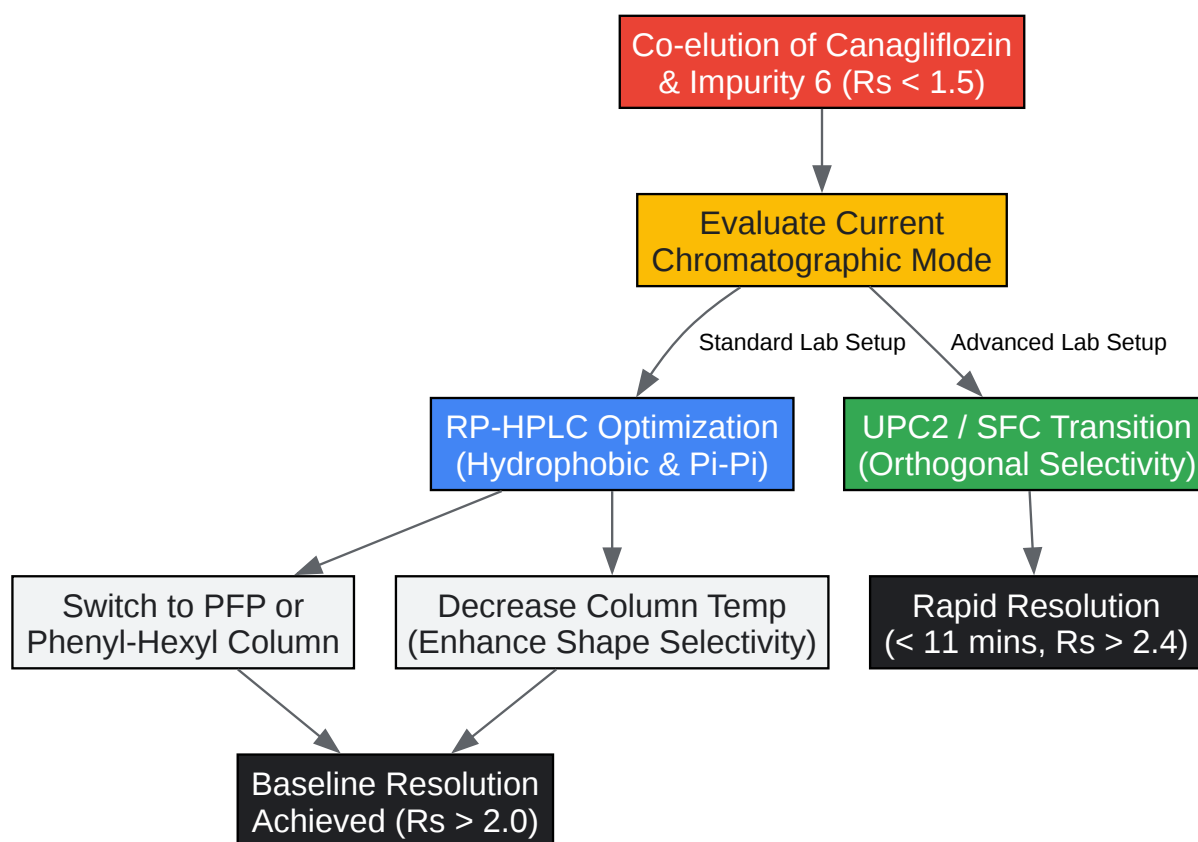 Co-elution of Canagliflozin
& Impurity 6 (Rs < 1.5)
Evaluate Current
Chromatographic Mode
Standard Lab Setup
Advanced Lab Setup
RP-HPLC Optimization
(Hydrophobic & Pi-Pi)
UPC2 / SFC Transition
(Orthogonal Selectivity)
Switch to PFP or
Phenyl-Hexyl Column
Decrease Column Temp
(Enhance Shape Selectivity)
Rapid Resolution
(< 11 mins, Rs > 2.4)
Baseline Resolution
Achieved (Rs > 2.0)